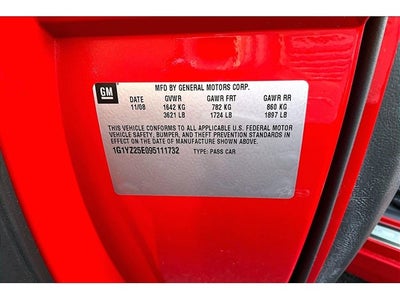 GM
MFD BY GENERAL MOTORS CORP.
DATE GVWR GAWR FRT GAWR RR
11/08 1642 KG 782 KG 860 KG
3621 LB 1724 LB 1897 LB
THIS VEHICLE CONFORMS TO ALL APPLICABLE U.S. FEDERAL MOTOR
VEHICLE SAFETY, BUMPER, AND THEFT PREVENTION STANDARDS IN
EFFECT ON THE DATE OF MANUFACTURE SHOWN ABOVE.
1G1YZ25E095111732
TYPE: PASS CAR